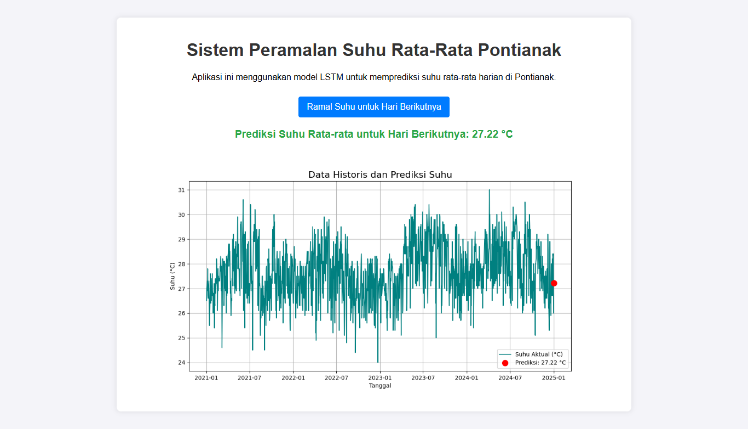 Sistem Peramalan Suhu Rata-Rata Pontianak
Aplikasi ini menggunakan model LSTM untuk memprediksi suhu rata-rata harian di Pontianak.
Ramal Suhu untuk Hari Berikutnya
Prediksi Suhu Rata-rata untuk Hari Berikutnya: 27.22 °C
Data Historis dan Prediksi Suhu
31
30
29
28
27
26
25
24
Suhu (°C)
Suhu Aktual (°C)
Prediksi: 27.22 °C
2021-01 2021-07 2022-01 2022-07 2023-01 2023-07 2024-01 2024-07 2025-01
Tanggal